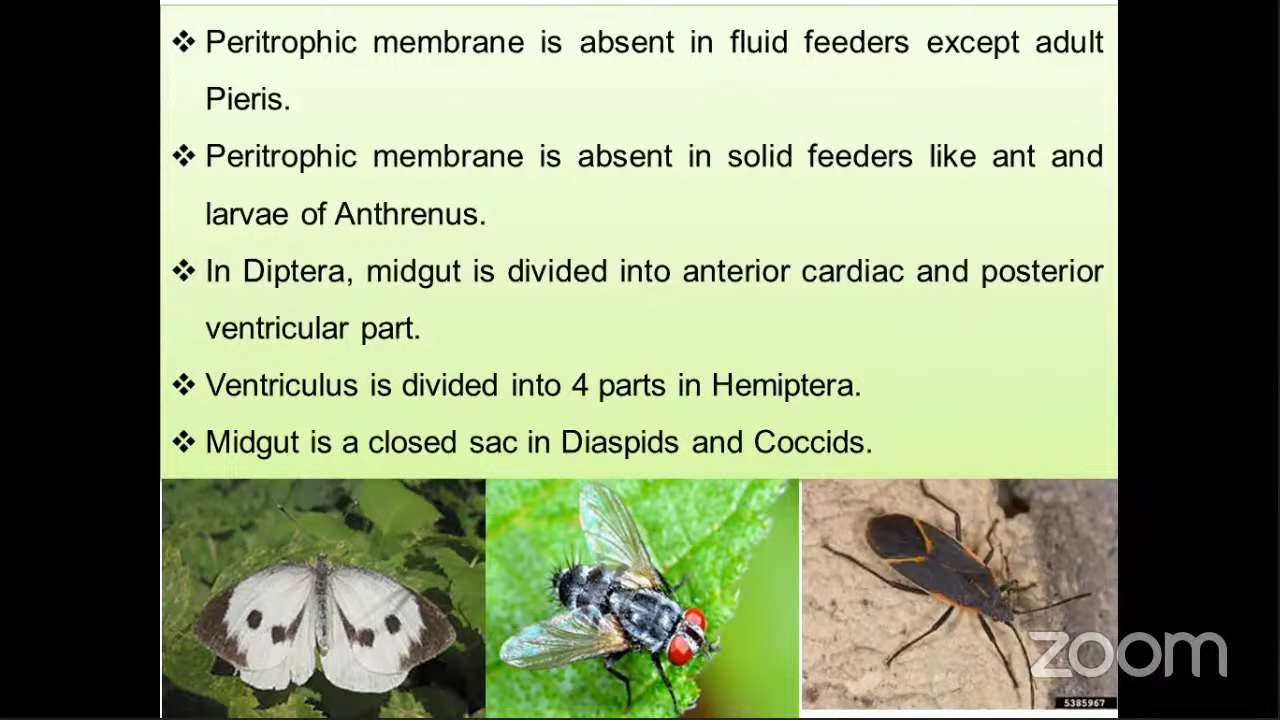 ❖ Peritrophic membrane is absent in fluid feeders except adult
Pieris.
❖ Peritrophic membrane is absent in solid feeders like ant and
larvae of Anthrenus.
❖ In Diptera, midgut is divided into anterior cardiac and posterior
ventricular part.
❖ Ventriculus is divided into 4 parts in Hemiptera.
❖ Midgut is a closed sac in Diaspids and Coccids.
zoom
5385967